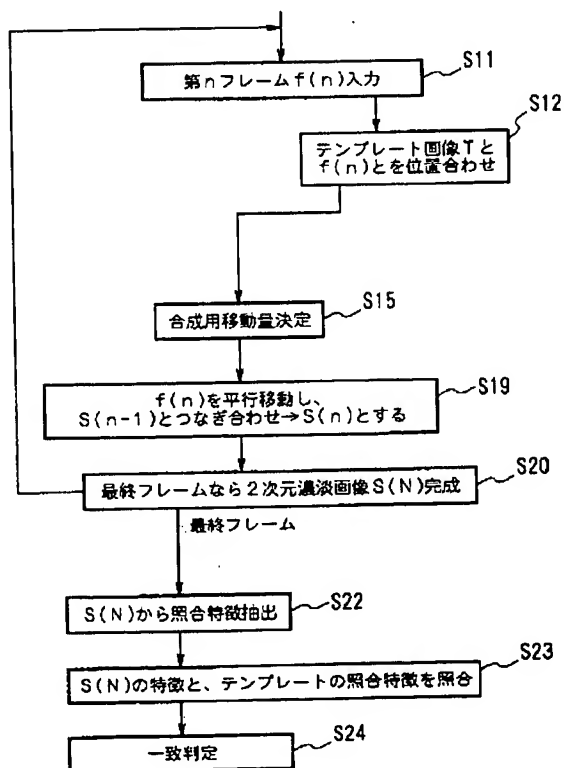 S11
第nフレームf(n)入力
S12
テンプレート画像Tと
f(n)とを位置合わせ
S15
合成用移動量決定
S19
f(n)を平行移動し、
S(n-1)とつなぎ合わせ→S(n)とする
S20
最終フレームなら2次元濃淡画像S(N)完成
最終フレーム
S22
S(N)から照合特徴抽出
S23
S(N)の特徴と、テンプレートの照合特徴を照合
S24
一致判定